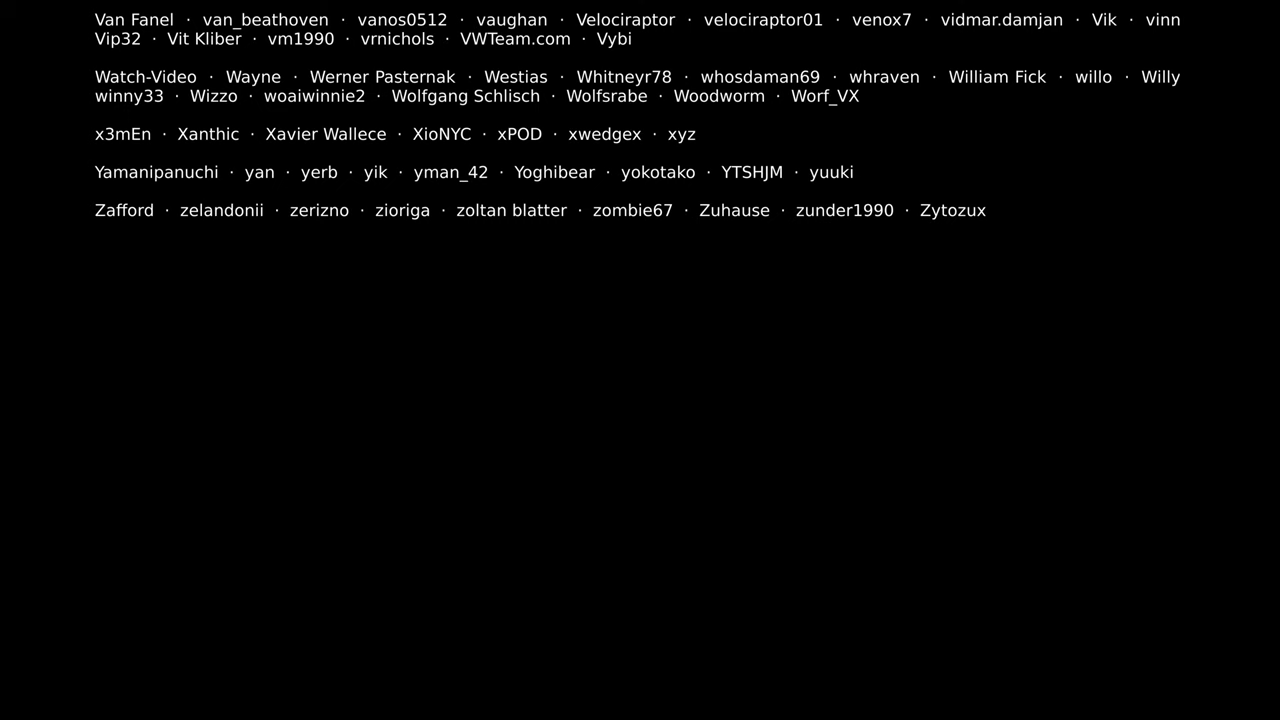 Van Fanel · van_beathoven · vanos0512 · vaughan · Velociraptor · velociraptor01 · venox7 · vidmar.damjan · Vik · vinn
Vip32 · Vit Kliber · vm1990 · vrnichols · VWTeam.com · Vybi
Watch-Video · Wayne · Werner Pasternak · Westias · Whitneyr78 · whosdaman69 · whraven · William Fick · willo · Willy
winny33 · Wizzo · woaiwinnie2 · Wolfgang Schlisch · Wolfsrabe · Woodworm · Worf_VX
x3mEn · Xanthic · Xavier Wallece · XioNYC · xPOD · xwedgex · xyz
Yamanipanuchi · yan · yerb · yik · yman_42 · Yoghibear · yokotako · YTSHJM · yuuki
Zafford · zelandonii · zerizno · zioriga · zoltan blatter · zombie67 · Zuhause · zunder1990 · Zytozux